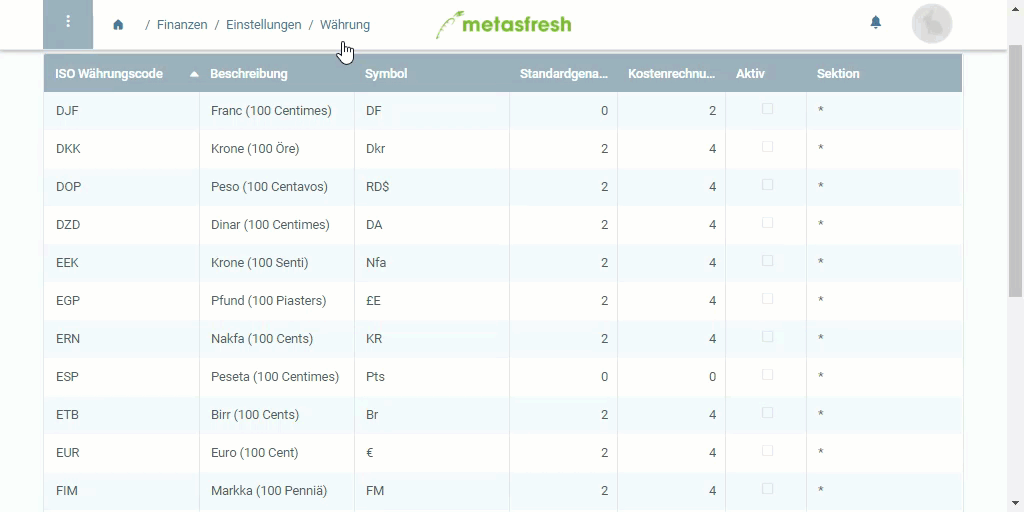 / Finanzen / Einstellungen / Währung
metasfresh
ISO Währungscode Beschreibung Symbol Standardgena... Kostenrechnu... Aktiv Sektion
DJF Franc (100 Centimes) DF 0 2 *
DKK Krone (100 Öre) Dkr 2 4 *
DOP Peso (100 Centavos) RD$ 2 4 *
DZD Dinar (100 Centimes) DA 2 4 *
EEK Krone (100 Senti) Nfa 2 4 *
EGP Pfund (100 Piasters) £E 2 4 *
ERN Nakfa (100 Cents) KR 2 4 *
ESP Peseta (100 Centimes) Pts 0 0 *
ETB Birr (100 Cents) Br 2 4 *
EUR Euro (100 Cent) € 2 4 *
FIM Markka (100 Penniä) FM 2 4 *